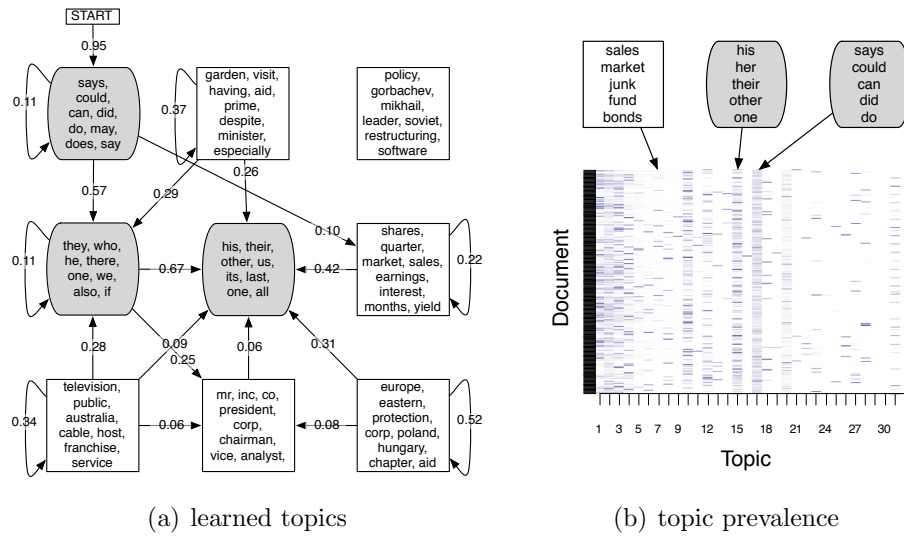 START
0.95
says,
could,
can, did,
do, may,
does, say
0.11
garden, visit,
having, aid,
prime,
despite,
minister,
especially
0.37
policy,
gorbachev,
mikhail,
leader, soviet,
restructuring,
software
0.57
0.29
0.26
0.10
they, who,
he, there,
one, we,
also, if
0.11
0.67
his, their,
other, us,
its, last,
one, all
0.42
shares,
quarter,
market, sales,
earnings,
interest,
months, yield
0.22
0.28
0.09
0.25
0.06
0.31
television,
public,
australia,
cable, host,
franchise,
service
0.34
0.06
mr, inc, co,
president,
corp,
chairman,
vice, analyst,
0.08
europe,
eastern,
protection,
corp, poland,
hungary,
chapter, aid
0.52
(a) learned topics
sales
market
junk
fund
bonds
his
her
their
other
one
says
could
can
did
do
Document
1 3 5 7 9 12 15 18 21 24 27 30
Topic
(b) topic prevalence